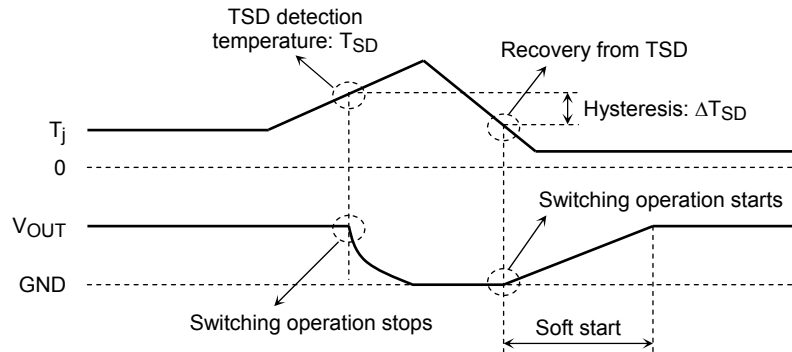 TSD detection
temperature: TSD
Recovery from TSD
Hysteresis: ΔTSD
Tj
0
Switching operation starts
VOUT
GND
Switching operation stops
Soft start